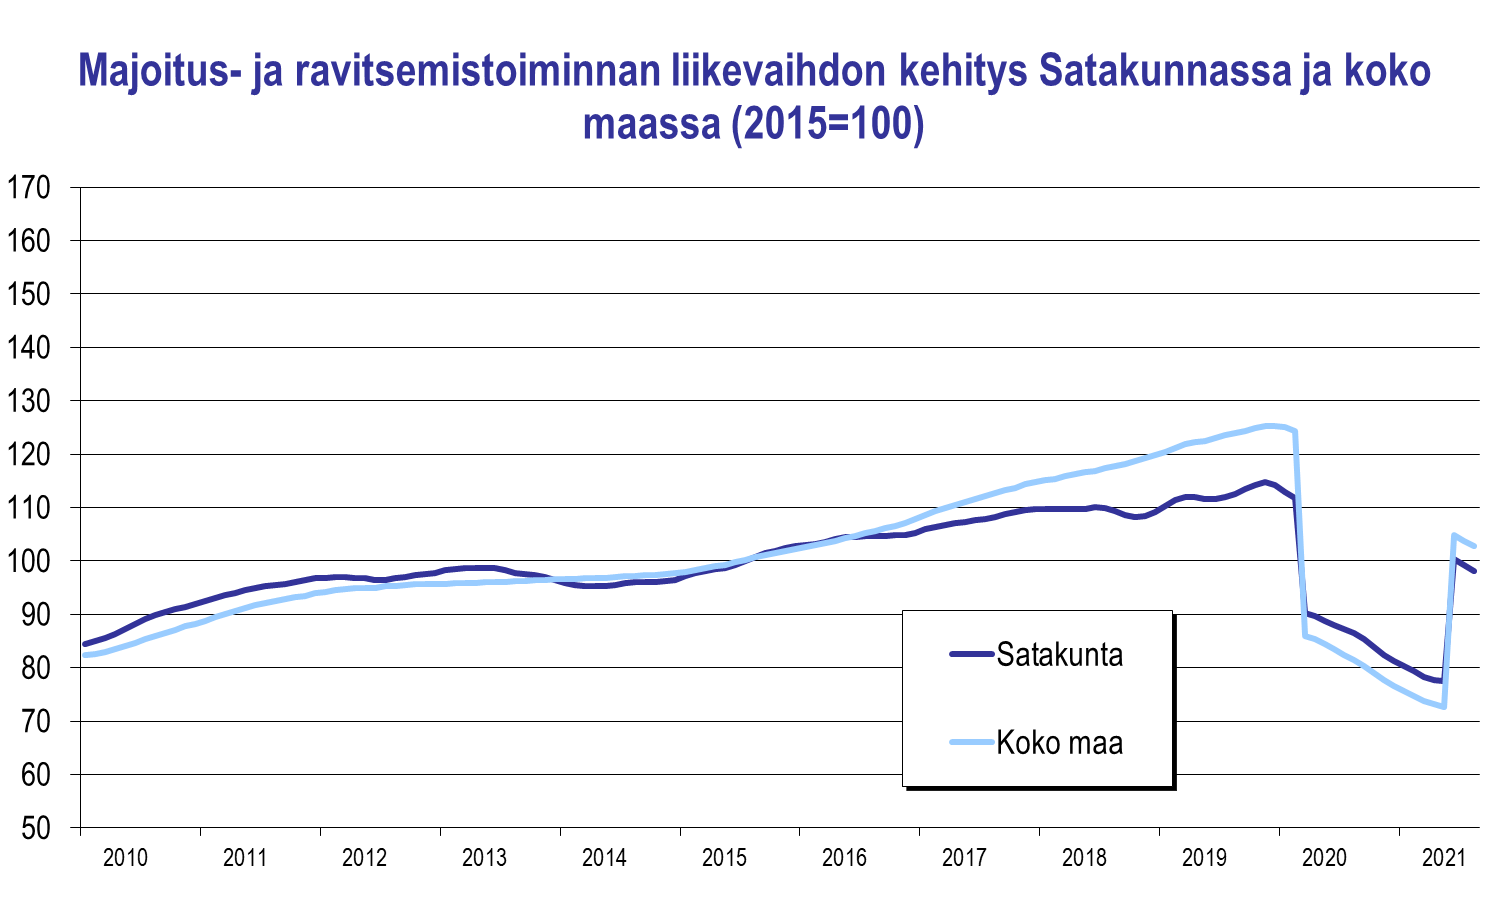 Majoitus- ja ravitsemistoiminnan liikevaihdon kehitys Satakunnassa ja koko
maassa (2015=100)
170
160
150
140
130
120
110
100
90
80
70
60
50
Satakunta
Koko maa
2010 2011 2012 2013 2014 2015 2016 2017 2018 2019 2020 2021